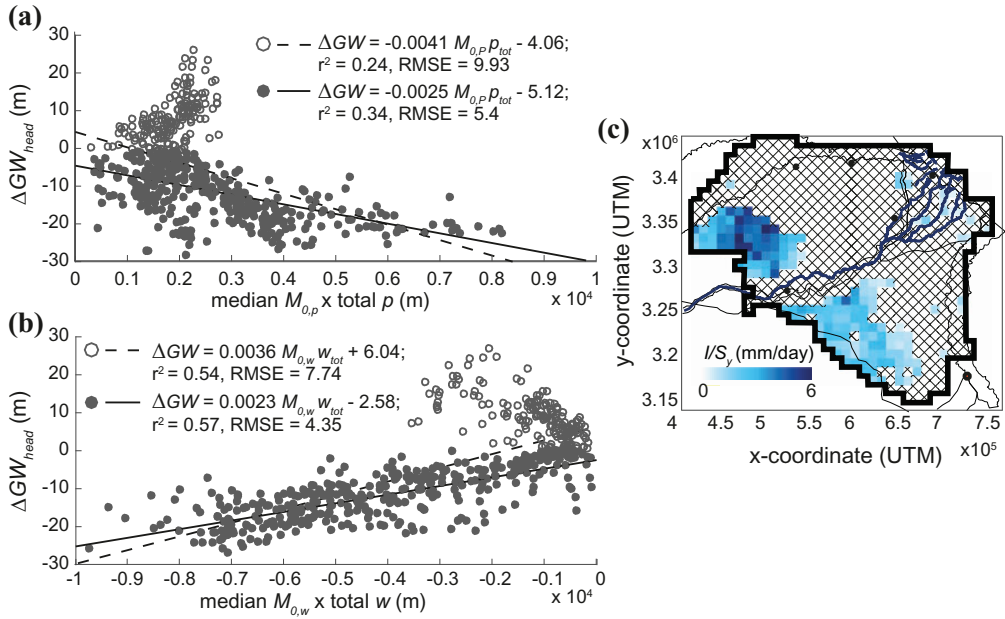 (a)
30
20
10
0
-10
-20
-30
ΔGW_head (m)
ΔGW = -0.0041 M_0,P p_tot - 4.06;
r² = 0.24, RMSE = 9.93
ΔGW = -0.0025 M_0,P p_tot - 5.12;
r² = 0.34, RMSE = 5.4
0 0.1 0.2 0.3 0.4 0.5 0.6 0.7 0.8 0.9 1
x 10⁴
median M_0,p x total p (m)
(b)
30
20
10
0
-10
-20
-30
ΔGW_head (m)
ΔGW = 0.0036 M_0,w w_tot + 6.04;
r² = 0.54, RMSE = 7.74
ΔGW = 0.0023 M_0,w w_tot - 2.58;
r² = 0.57, RMSE = 4.35
-1 -0.9 -0.8 -0.7 -0.6 -0.5 -0.4 -0.3 -0.2 -0.1 0
x 10⁴
median M_0,w x total w (m)
(c)
x10⁶
3.4
3.35
3.3
3.25
3.2
3.15
y-coordinate (UTM)
I/S_y (mm/day)
0 6
4 4.5 5 5.5 6 6.5 7 7.5
x10⁵
x-coordinate (UTM)